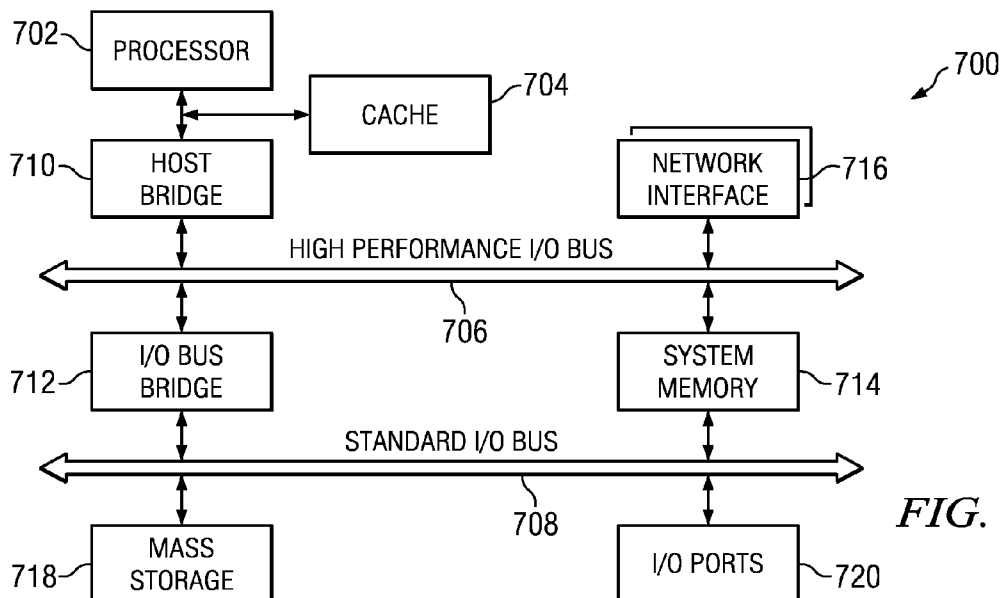 702
PROCESSOR
704
CACHE
700
710
HOST
BRIDGE
NETWORK
INTERFACE
716
HIGH PERFORMANCE I/O BUS
706
712
I/O BUS
BRIDGE
SYSTEM
MEMORY
714
STANDARD I/O BUS
708
FIG.
718
MASS
STORAGE
I/O PORTS
720